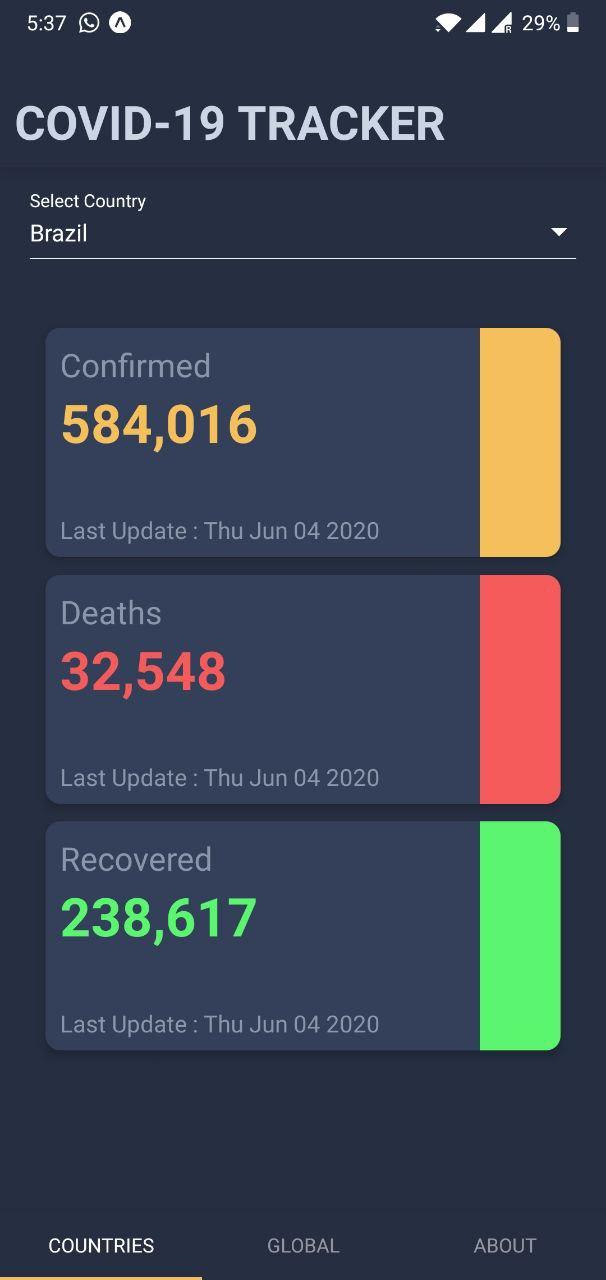 5:37 29%
COVID-19 TRACKER
Select Country
Brazil
Confirmed
584,016
Last Update : Thu Jun 04 2020
Deaths
32,548
Last Update : Thu Jun 04 2020
Recovered
238,617
Last Update : Thu Jun 04 2020
COUNTRIES GLOBAL ABOUT